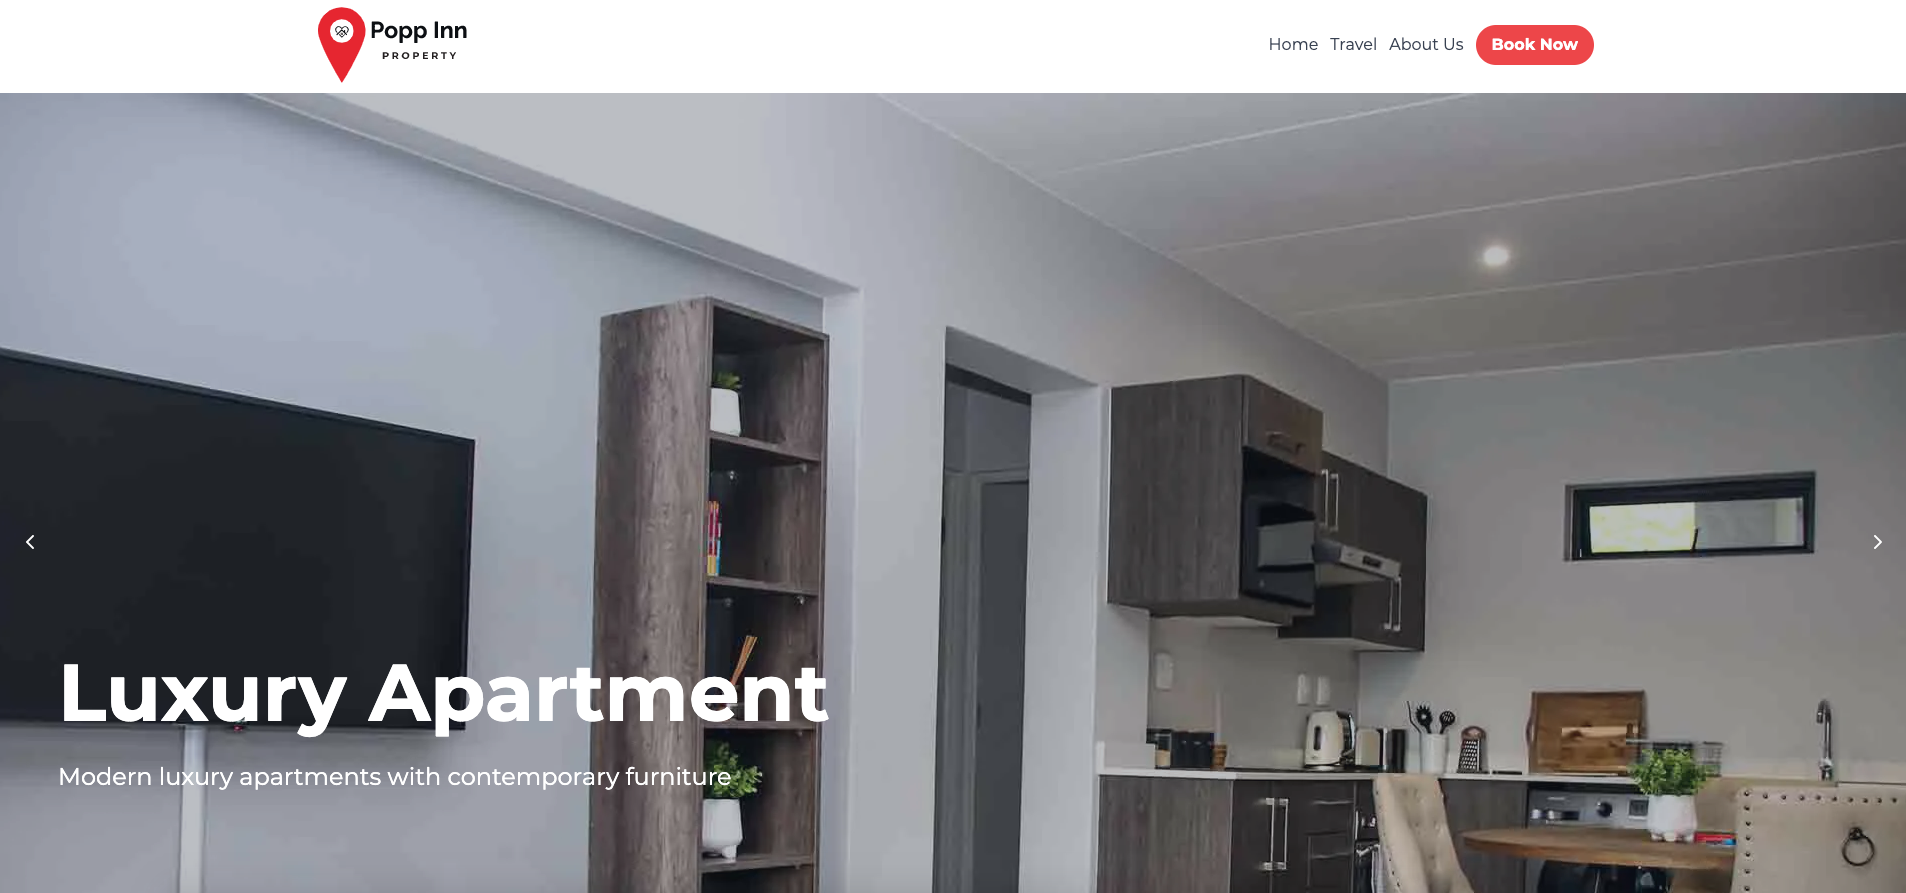 Popp Inn
PROPERTY
Home Travel About Us Book Now
Luxury Apartment
Modern luxury apartments with contemporary furniture